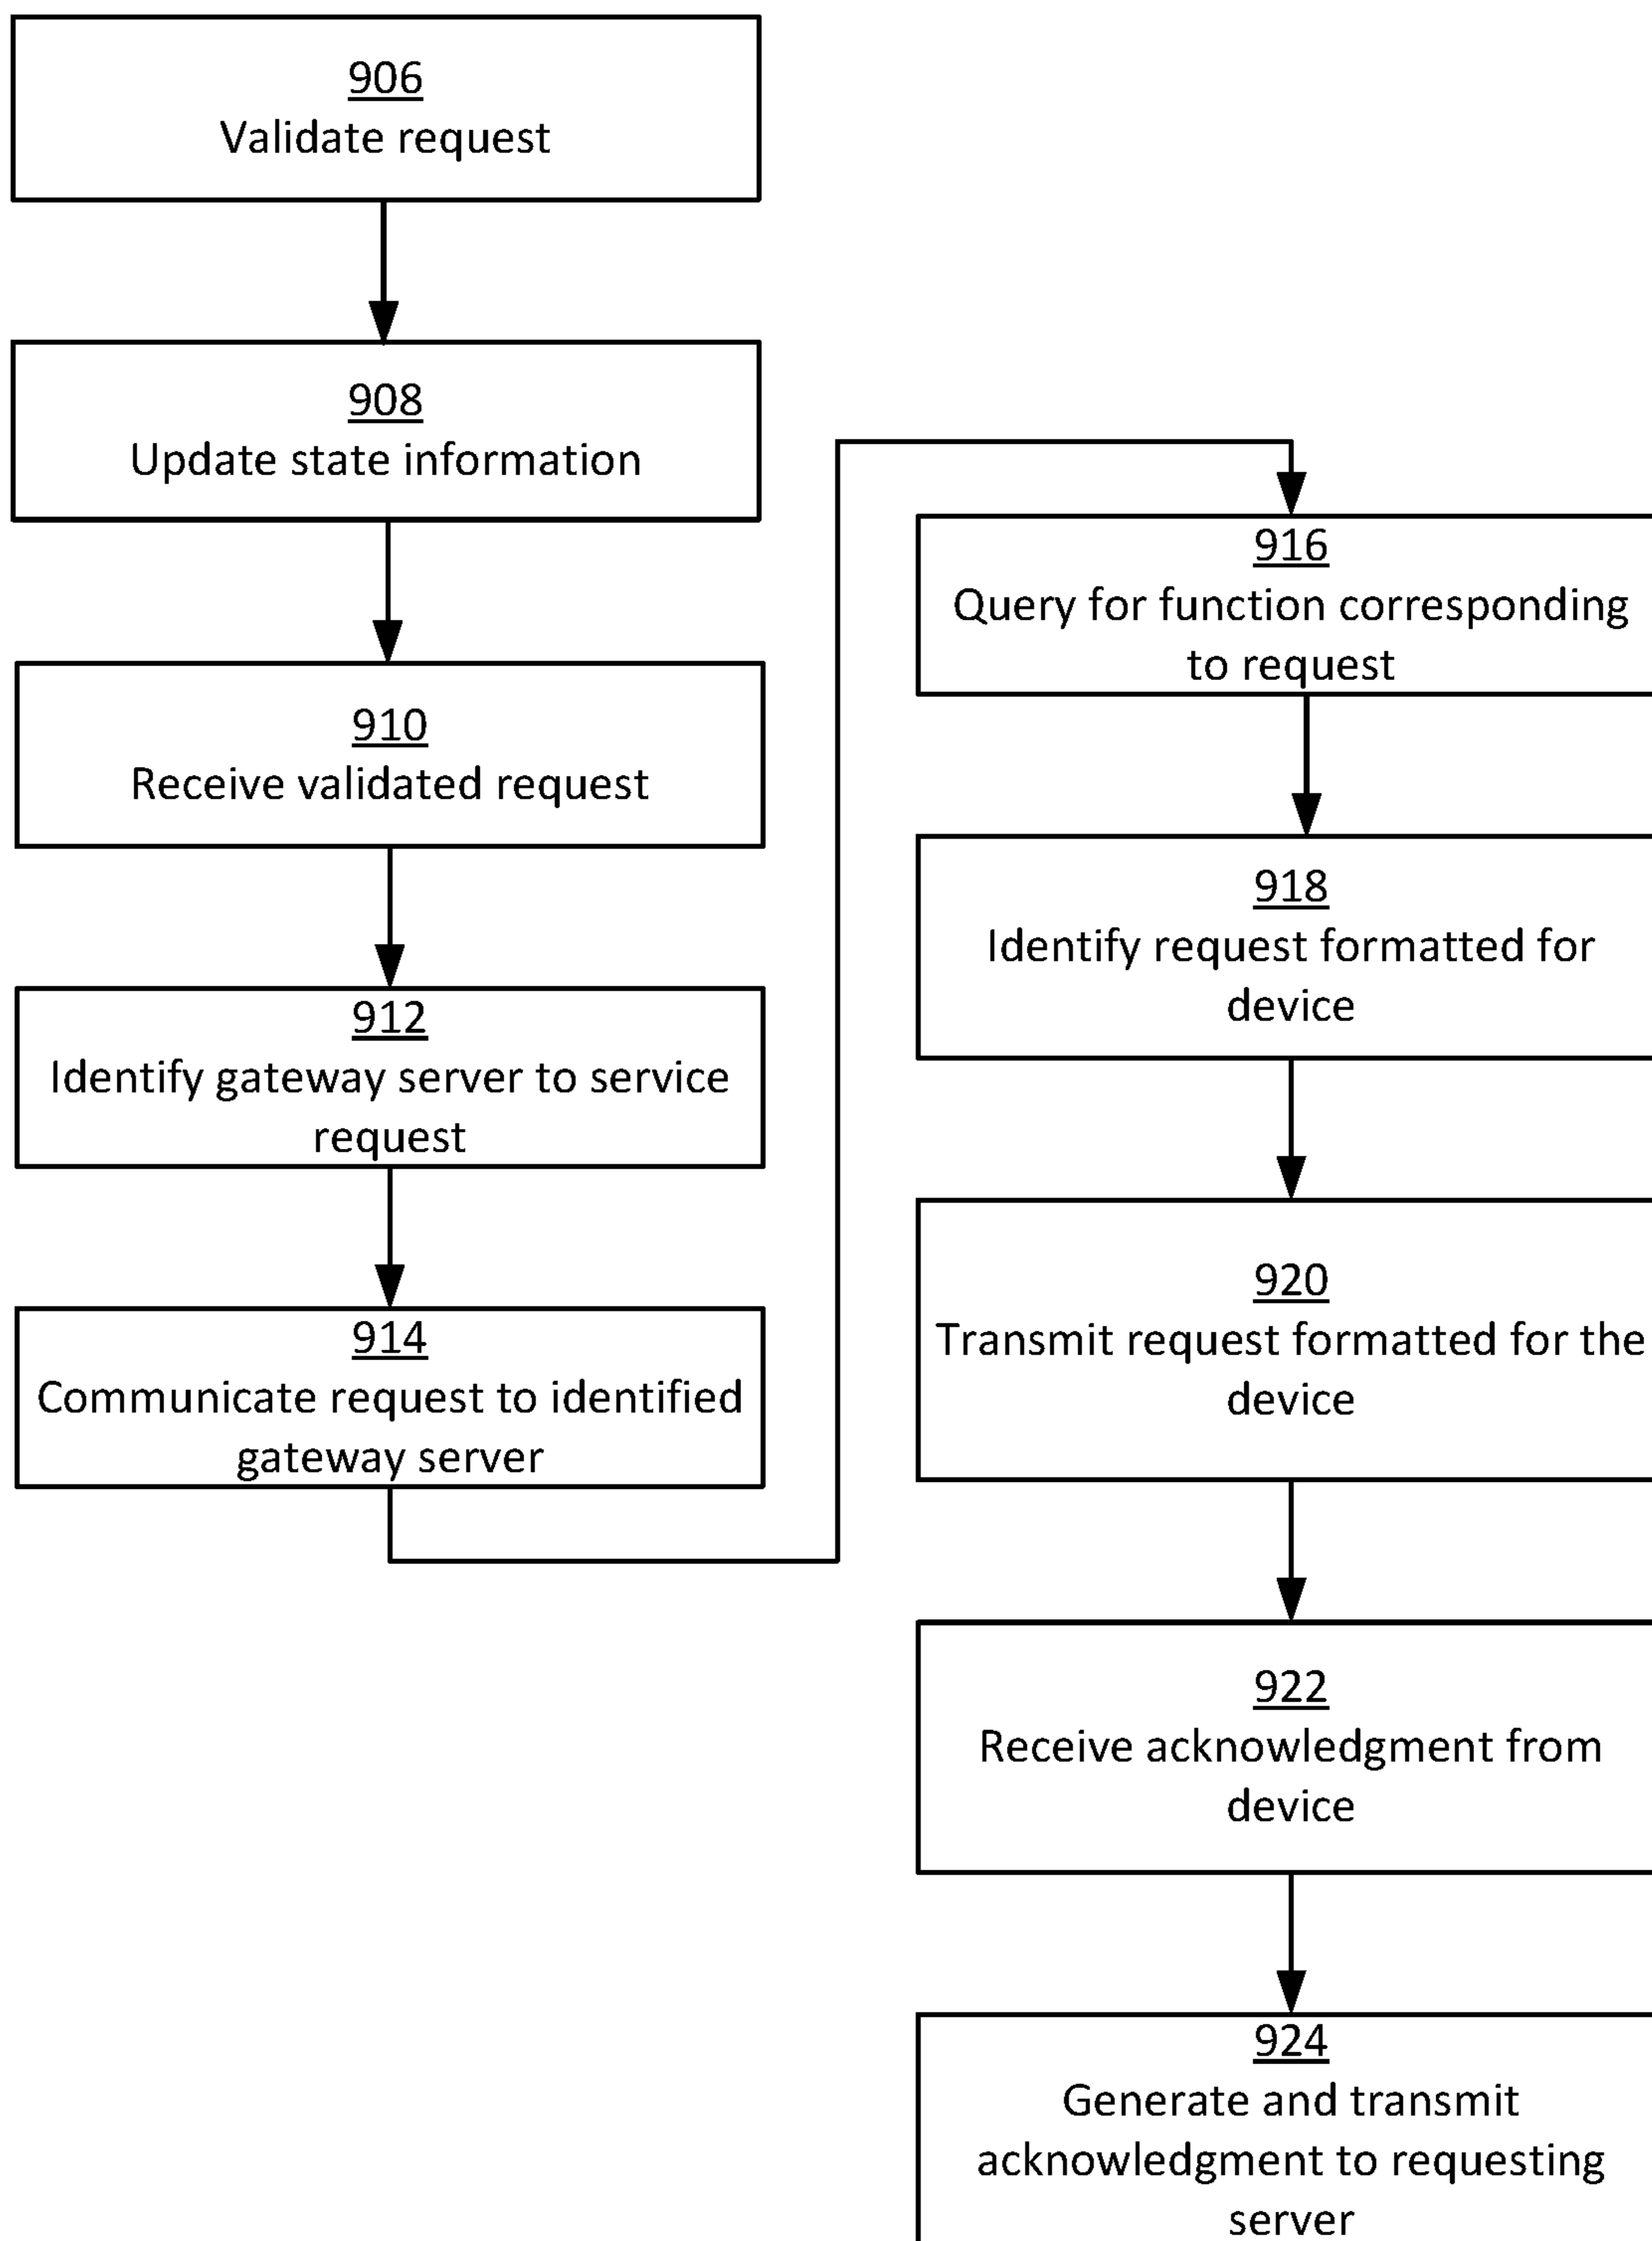 906
Validate request
908
Update state information
910
Receive validated request
912
Identify gateway server to service
request
914
Communicate request to identified
gateway server
916
Query for function corresponding
to request
918
Identify request formatted for
device
920
Transmit request formatted for the
device
922
Receive acknowledgment from
device
924
Generate and transmit
acknowledgment to requesting
server